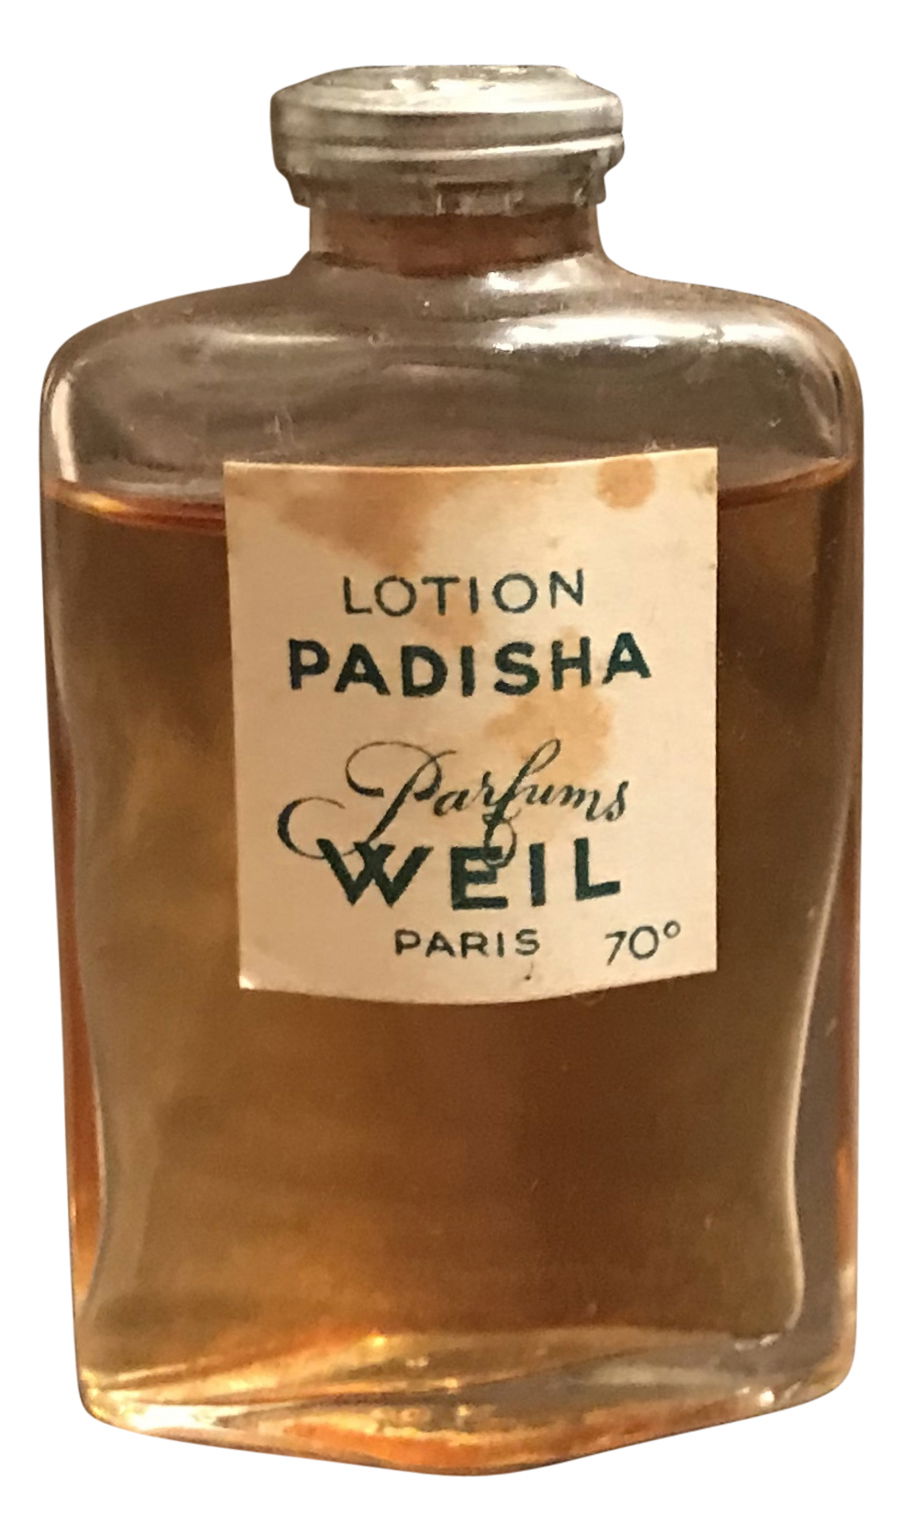 LOTION
PADISHA
Parfums
WEIL
PARIS 70°